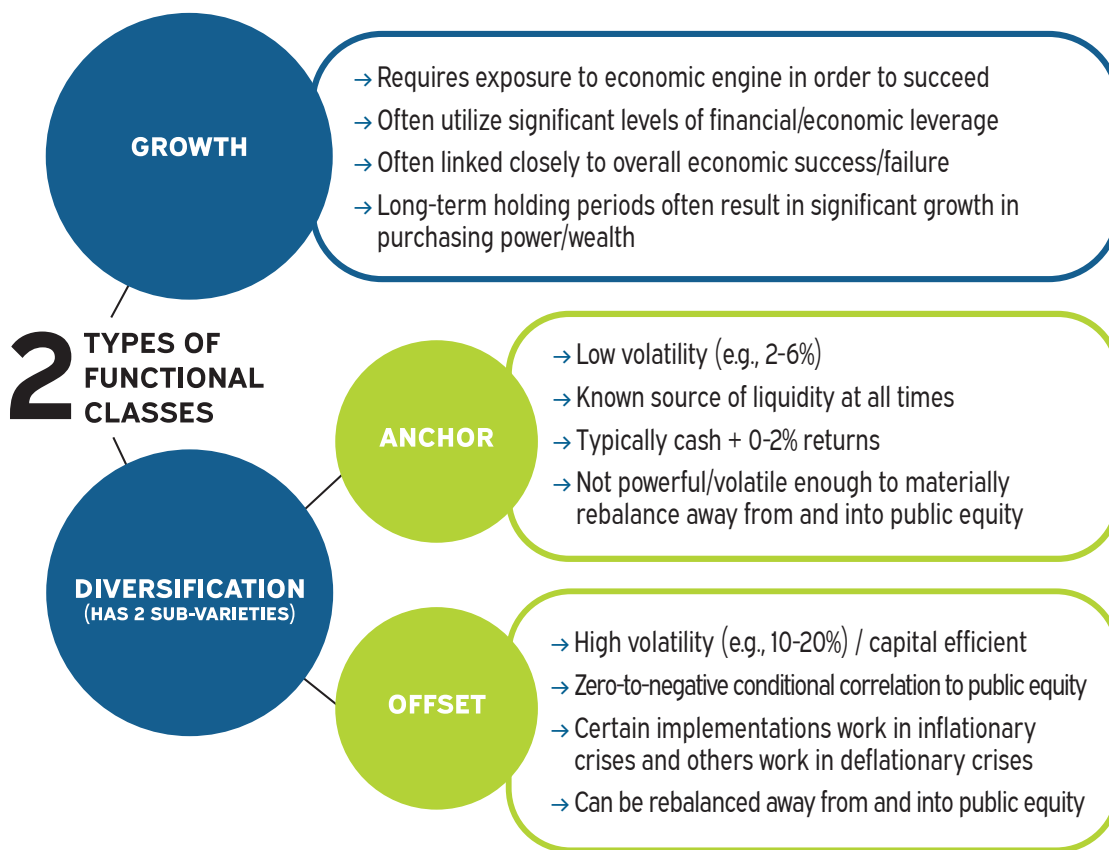 GROWTH
→ Requires exposure to economic engine in order to succeed
→ Often utilize significant levels of financial/economic leverage
→ Often linked closely to overall economic success/failure
→ Long-term holding periods often result in significant growth in
purchasing power/wealth
2 TYPES OF
FUNCTIONAL
CLASSES
ANCHOR
→ Low volatility (e.g., 2-6%)
→ Known source of liquidity at all times
→ Typically cash + 0-2% returns
→ Not powerful/volatile enough to materially
rebalance away from and into public equity
DIVERSIFICATION
(HAS 2 SUB-VARIETIES)
OFFSET
→ High volatility (e.g., 10-20%) / capital efficient
→ Zero-to-negative conditional correlation to public equity
→ Certain implementations work in inflationary
crises and others work in deflationary crises
→ Can be rebalanced away from and into public equity